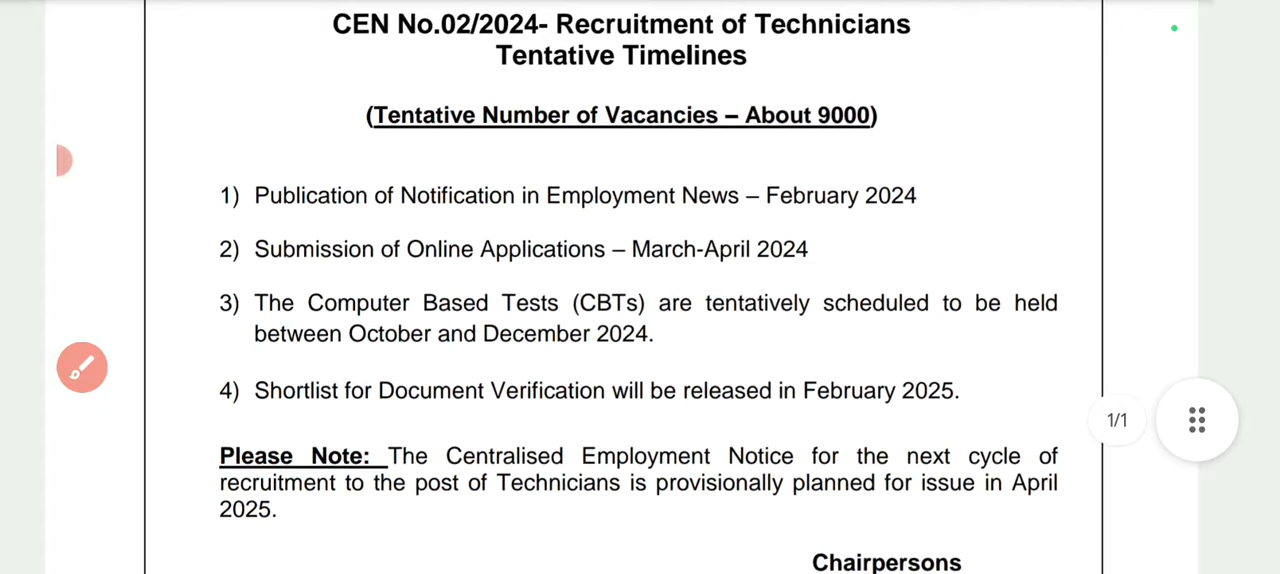 CEN No.02/2024- Recruitment of Technicians
Tentative Timelines
(Tentative Number of Vacancies – About 9000)
1) Publication of Notification in Employment News – February 2024
2) Submission of Online Applications – March-April 2024
3) The Computer Based Tests (CBTs) are tentatively scheduled to be held
between October and December 2024.
4) Shortlist for Document Verification will be released in February 2025.
1/1
Please Note: The Centralised Employment Notice for the next cycle of
recruitment to the post of Technicians is provisionally planned for issue in April
2025.
Chairpersons